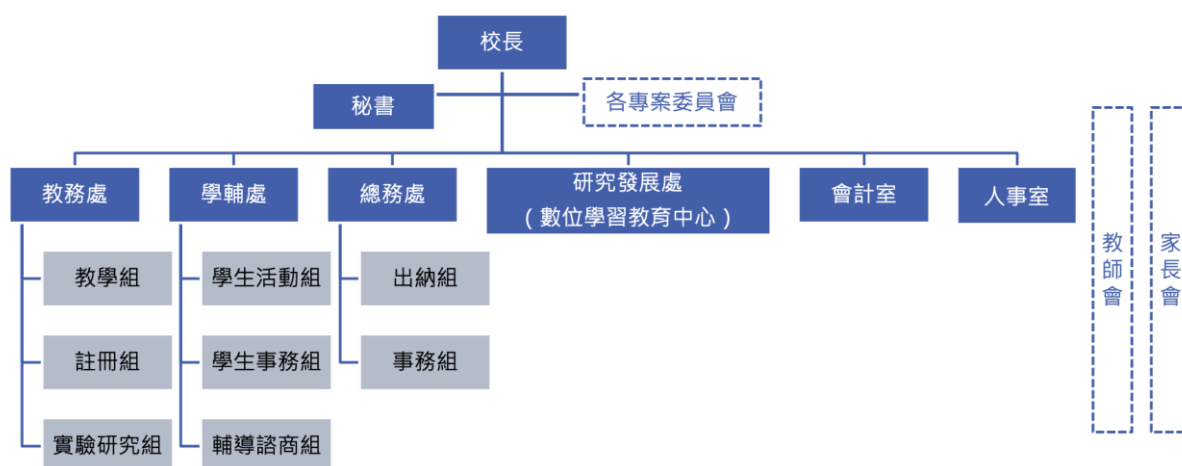 校長
秘書
各專案委員會
教務處
學輔處
總務處
研究發展處
（數位學習教育中心）
會計室
人事室
教師會
家長會
教學組
學生活動組
出納組
註冊組
學生事務組
事務組
實驗研究組
輔導諮商組